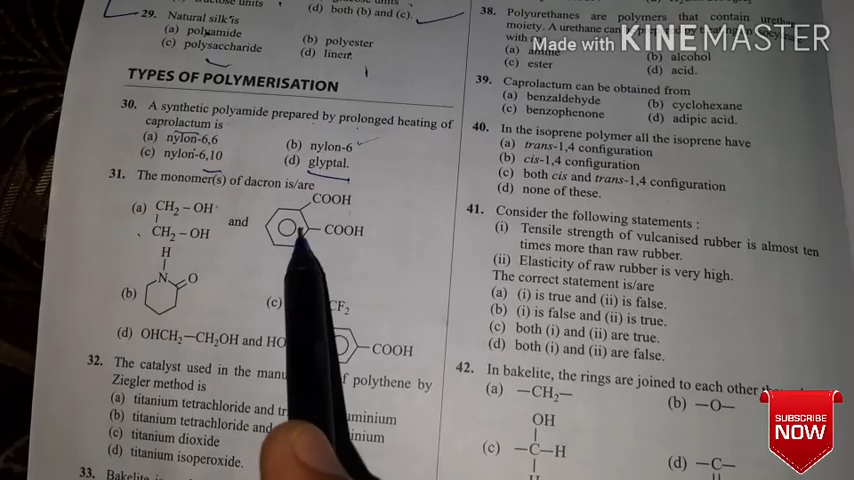 (d) both (b) and (c).
29. Natural silk is
(a) polyamide
(b) polyester
(c) polysaccharide
(d) linen.
TYPES OF POLYMERISATION
30. A synthetic polyamide prepared by prolonged heating of
caprolactum is
(a) nylon-6,6
(b) nylon-6
(c) nylon-6,10
(d) glyptal.
31. The monomer(s) of dacron is/are
(a) CH2 – OH
CH2 – OH
and
COOH
COOH
(b)
H
N
O
(c)
CF2
(d) OHCH2—CH2OH and HO
COOH
32. The catalyst used in the
of polythene by
Ziegler method is
(a) titanium tetrachloride and
(b) titanium tetrachloride and
(c) titanium dioxide
(d) titanium isoperoxide.
33.
38. Polyurethanes are polymers that contain
moiety. A urethane
with
(a) amine
(b) alcohol
(c) ester
(d) acid.
39. Caprolactum can be obtained from
(a) benzaldehyde
(b) cyclohexane
(c) benzophenone
(d) adipic acid.
40. In the isoprene polymer all the isoprene have
(a) trans-1,4 configuration
(b) cis-1,4 configuration
(c) both cis and trans-1,4 configuration
(d) none of these.
41. Consider the following statements :
(i) Tensile strength of vulcanised rubber is almost ten
times more than raw rubber.
(ii) Elasticity of raw rubber is very high.
The correct statement is/are
(a) (i) is true and (ii) is false.
(b) (i) is false and (ii) is true.
(c) both (i) and (ii) are true.
(d) both (i) and (ii) are false.
42. In bakelite, the rings are joined to each other
(a) —CH2—
(b) —O—
OH
(c) —C—H
(d) —C—
Made with KINEMASTER
SUBSCRIBE
NOW